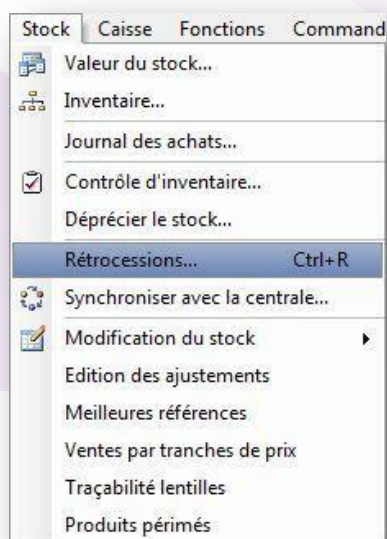 Stock Caisse Fonctions Command
Valeur du stock...
Inventaire...
Journal des achats...
Contrôle d'inventaire...
Déprécier le stock...
Rétrocessions... Ctrl+R
Synchroniser avec la centrale...
Modification du stock
Edition des ajustements
Meilleures références
Ventes par tranches de prix
Traçabilité lentilles
Produits périmés